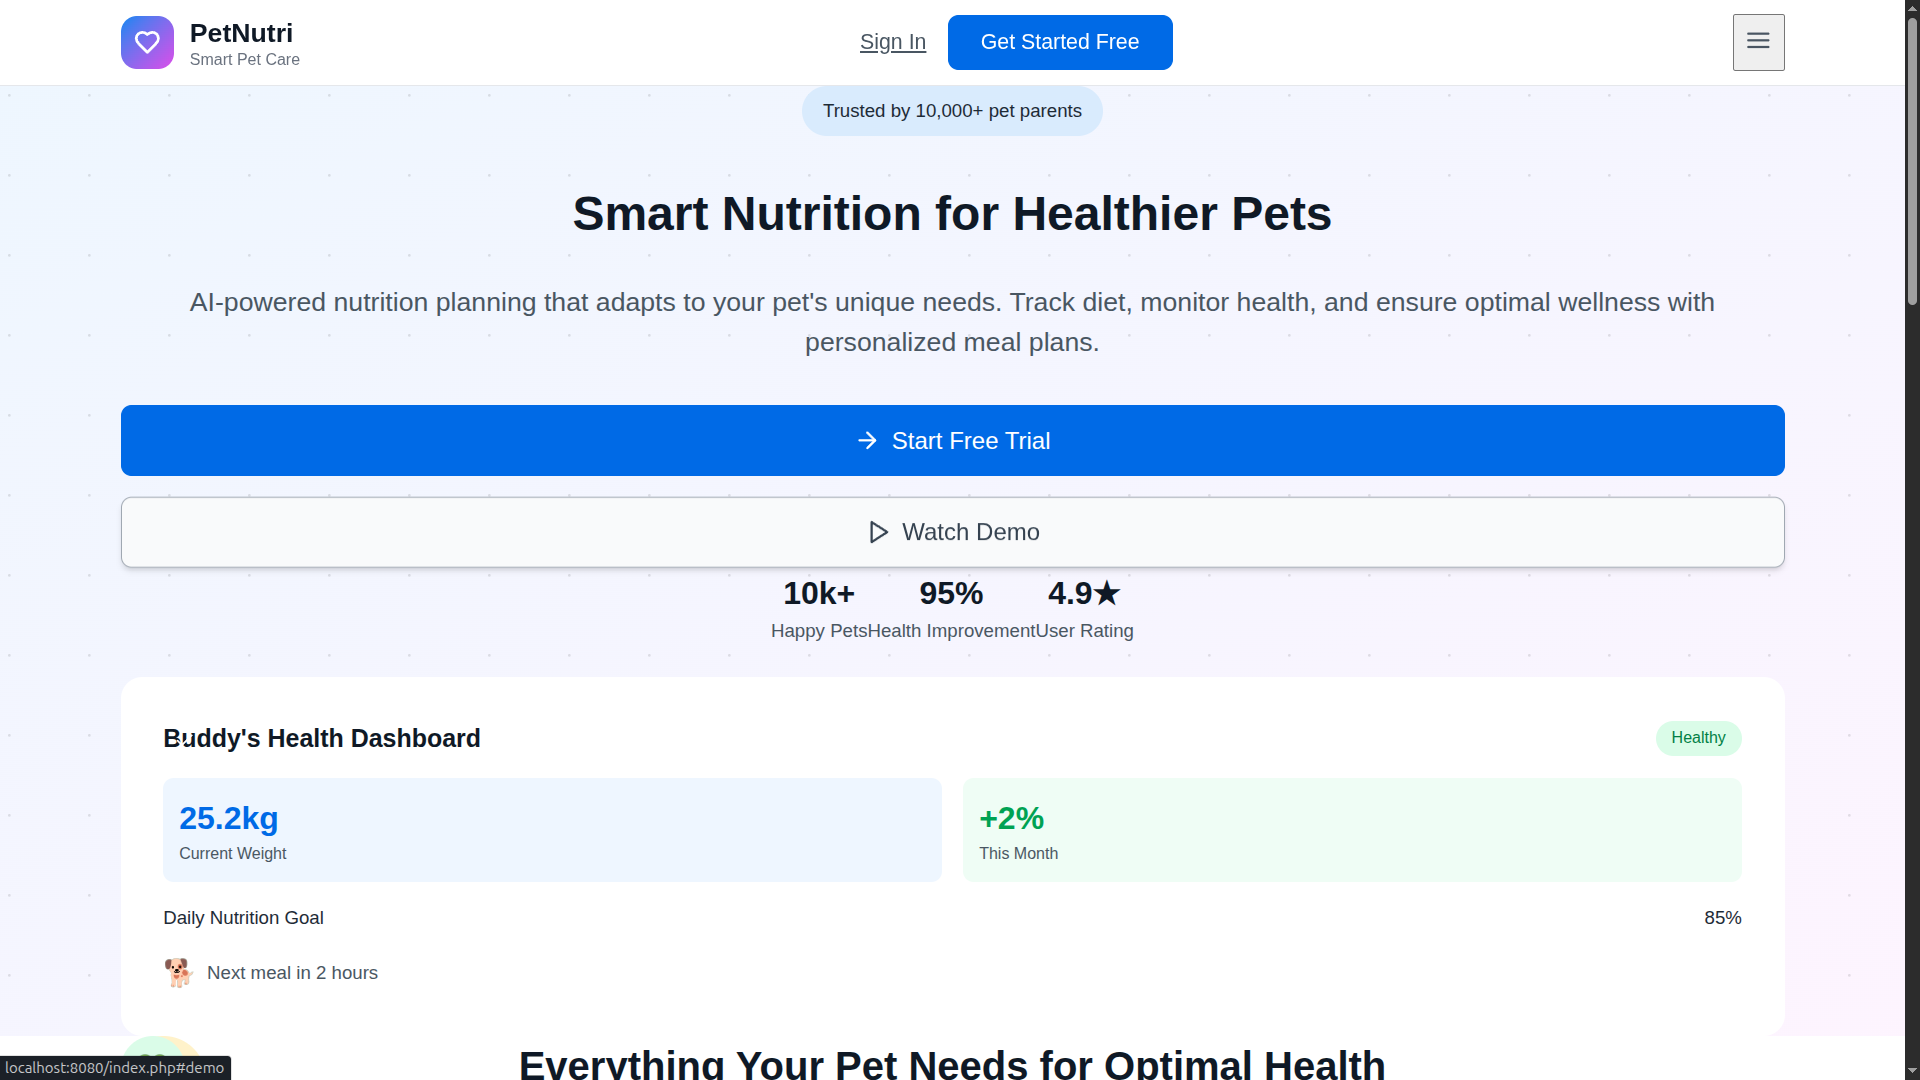 PetNutri
Smart Pet Care
Sign In
Get Started Free
Trusted by 10,000+ pet parents
Smart Nutrition for Healthier Pets
AI-powered nutrition planning that adapts to your pet's unique needs. Track diet, monitor health, and ensure optimal wellness with
personalized meal plans.
Start Free Trial
Watch Demo
10k+ 95% 4.9★
Happy Pets Health Improvement User Rating
Buddy's Health Dashboard
Healthy
25.2kg
Current Weight
+2%
This Month
Daily Nutrition Goal
85%
Next meal in 2 hours
Everything Your Pet Needs for Optimal Health
localhost:8080/index.php#demo